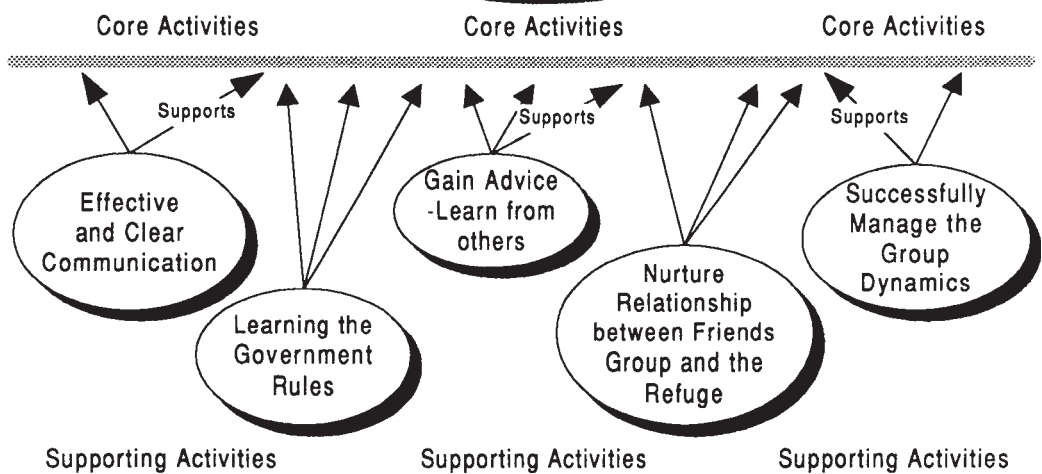 Core Activities
Core Activities
Core Activities
Supports
Supports
Supports
Effective
and Clear
Communication
Learning the
Government
Rules
Gain Advice
-Learn from
others
Nurture
Relationship
between Friends
Group and the
Refuge
Successfully
Manage the
Group
Dynamics
Supporting Activities
Supporting Activities
Supporting Activities